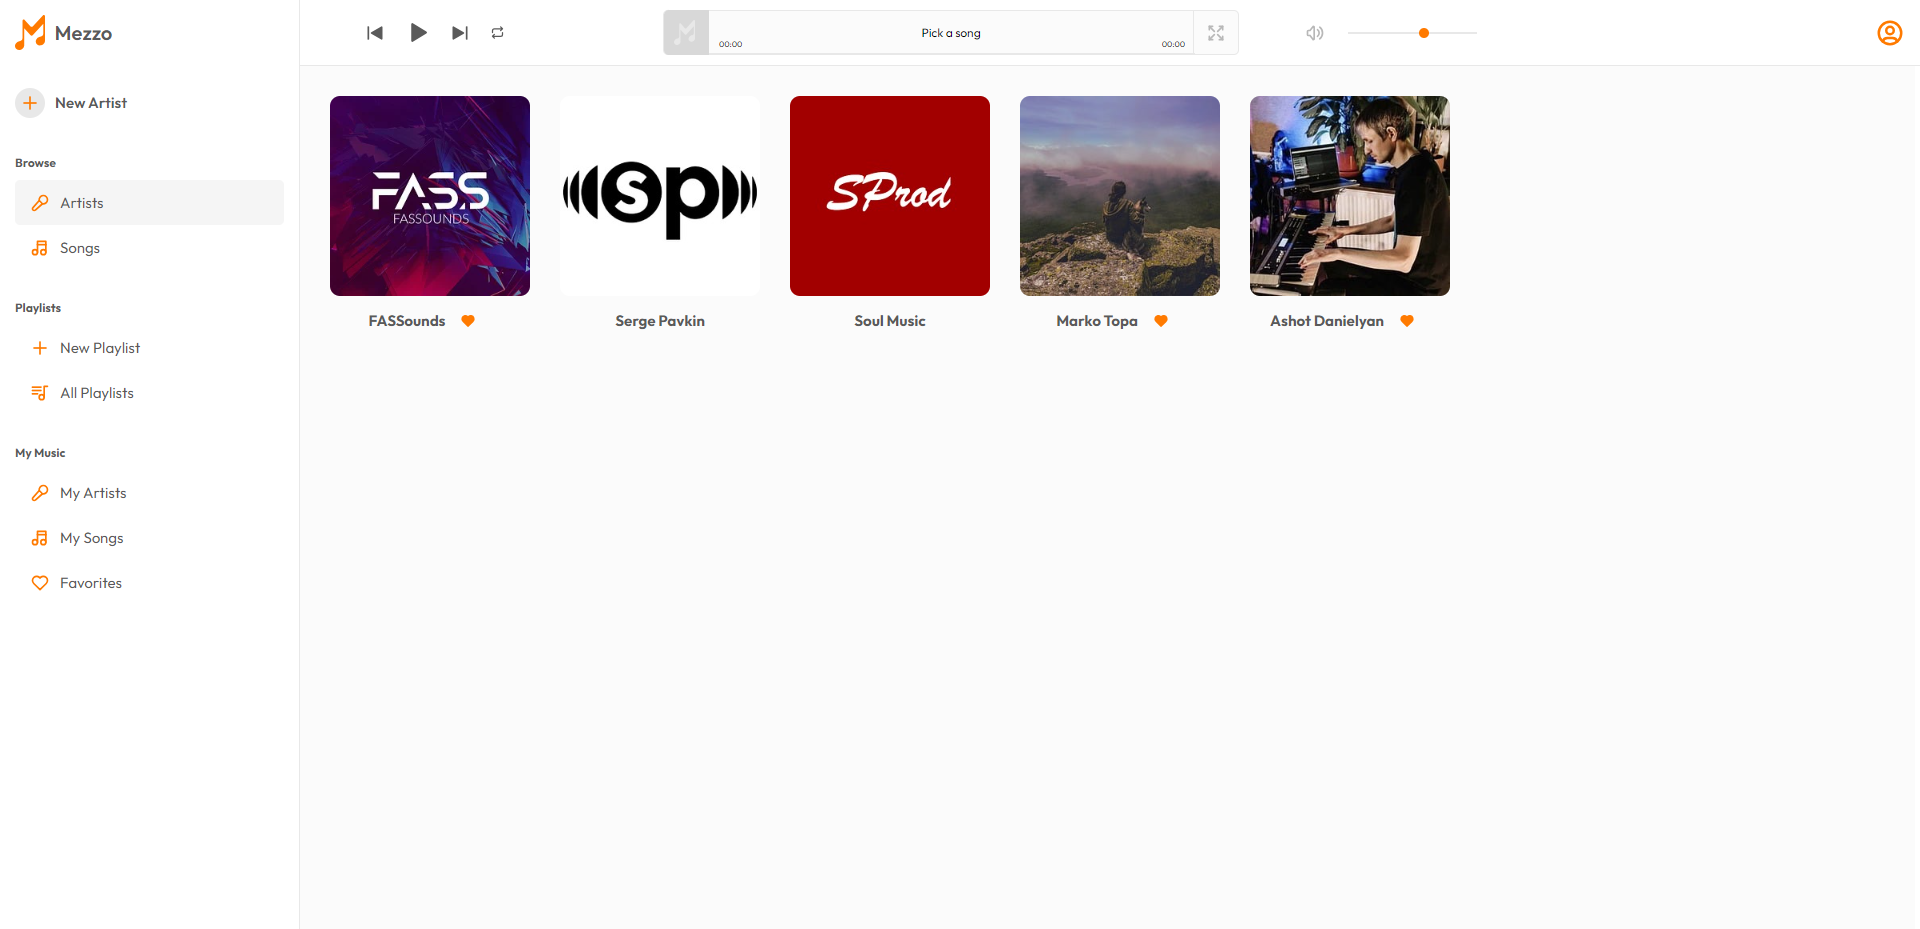 Mezzo
New Artist
Browse
Artists
Songs
Playlists
New Playlist
All Playlists
My Music
My Artists
My Songs
Favorites
00:00
Pick a song
00:00
FASS
FASSOUNDS
sp
SProd
FASSounds
Serge Pavkin
Soul Music
Marko Topa
Ashot Danielyan